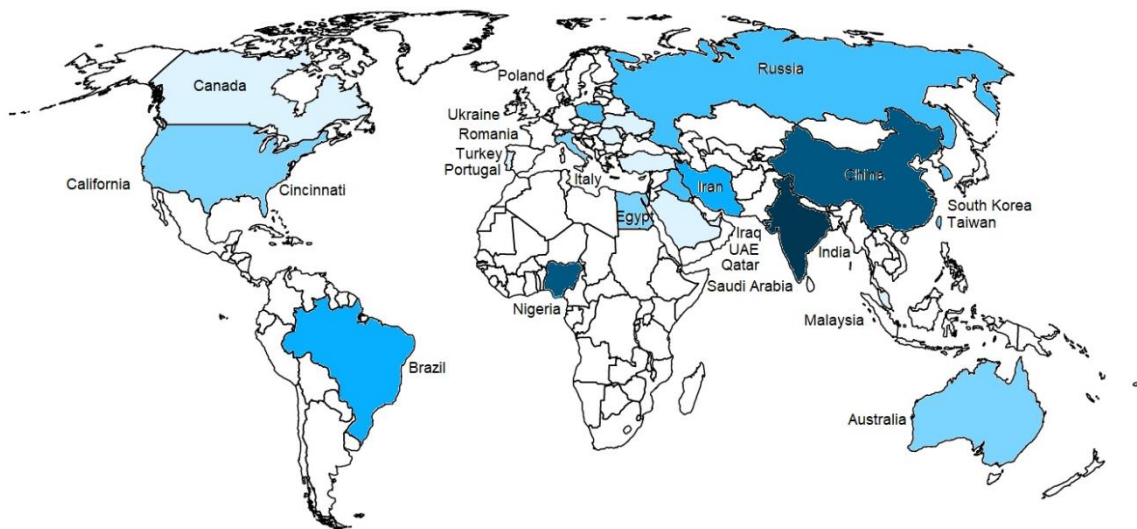 Poland
Russia
Canada
Ukraine
Romania
Turkey
Portugal
California
Cincinnati
Italy
Iran
China
Egypt
South Korea
Taiwan
Iraq
UAE
Qatar
India
Saudi Arabia
Nigeria
Malaysia
Brazil
Australia